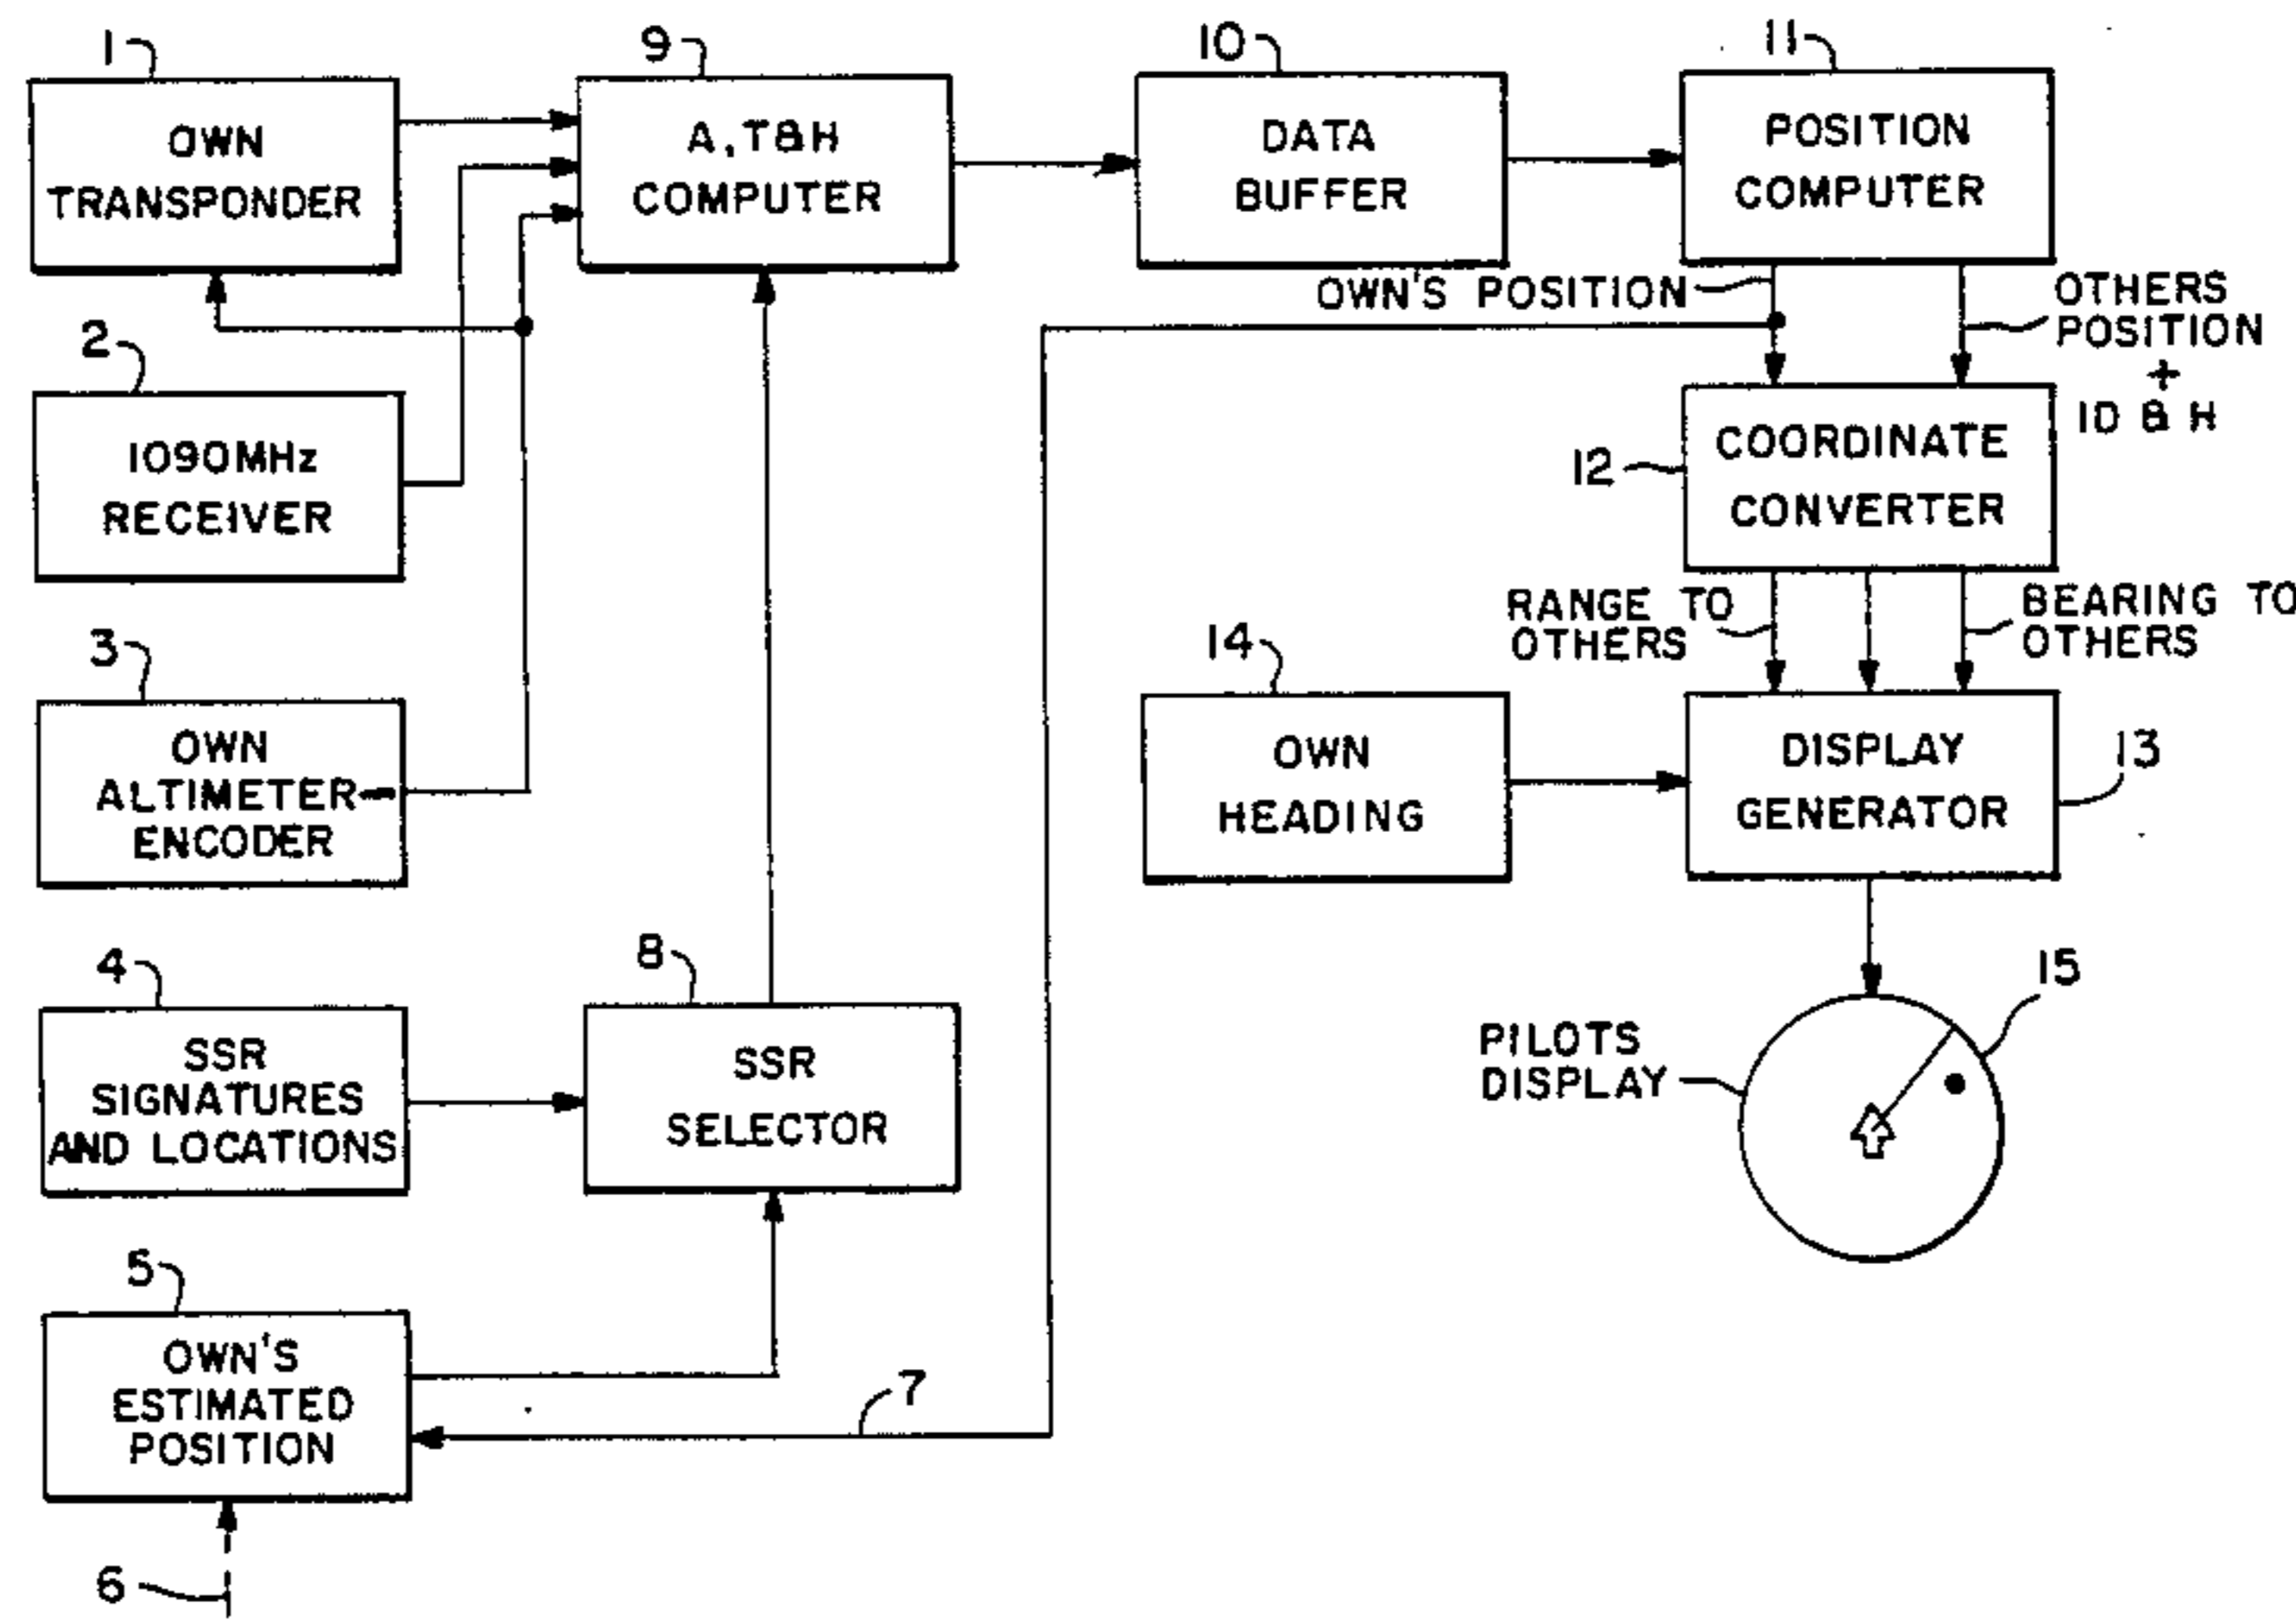 1
OWN
TRANSPONDER
9
A,T&H
COMPUTER
10
DATA
BUFFER
11
POSITION
COMPUTER
OWN'S POSITION
OTHERS
POSITION
+
ID & H
2
1090MHz
RECEIVER
12
COORDINATE
CONVERTER
RANGE TO
OTHERS
BEARING TO
OTHERS
3
OWN
ALTIMETER
ENCODER
14
OWN
HEADING
DISPLAY
GENERATOR
13
4
SSR
SIGNATURES
AND LOCATIONS
8
SSR
SELECTOR
PILOTS
DISPLAY
15
5
OWN'S
ESTIMATED
POSITION
7
6